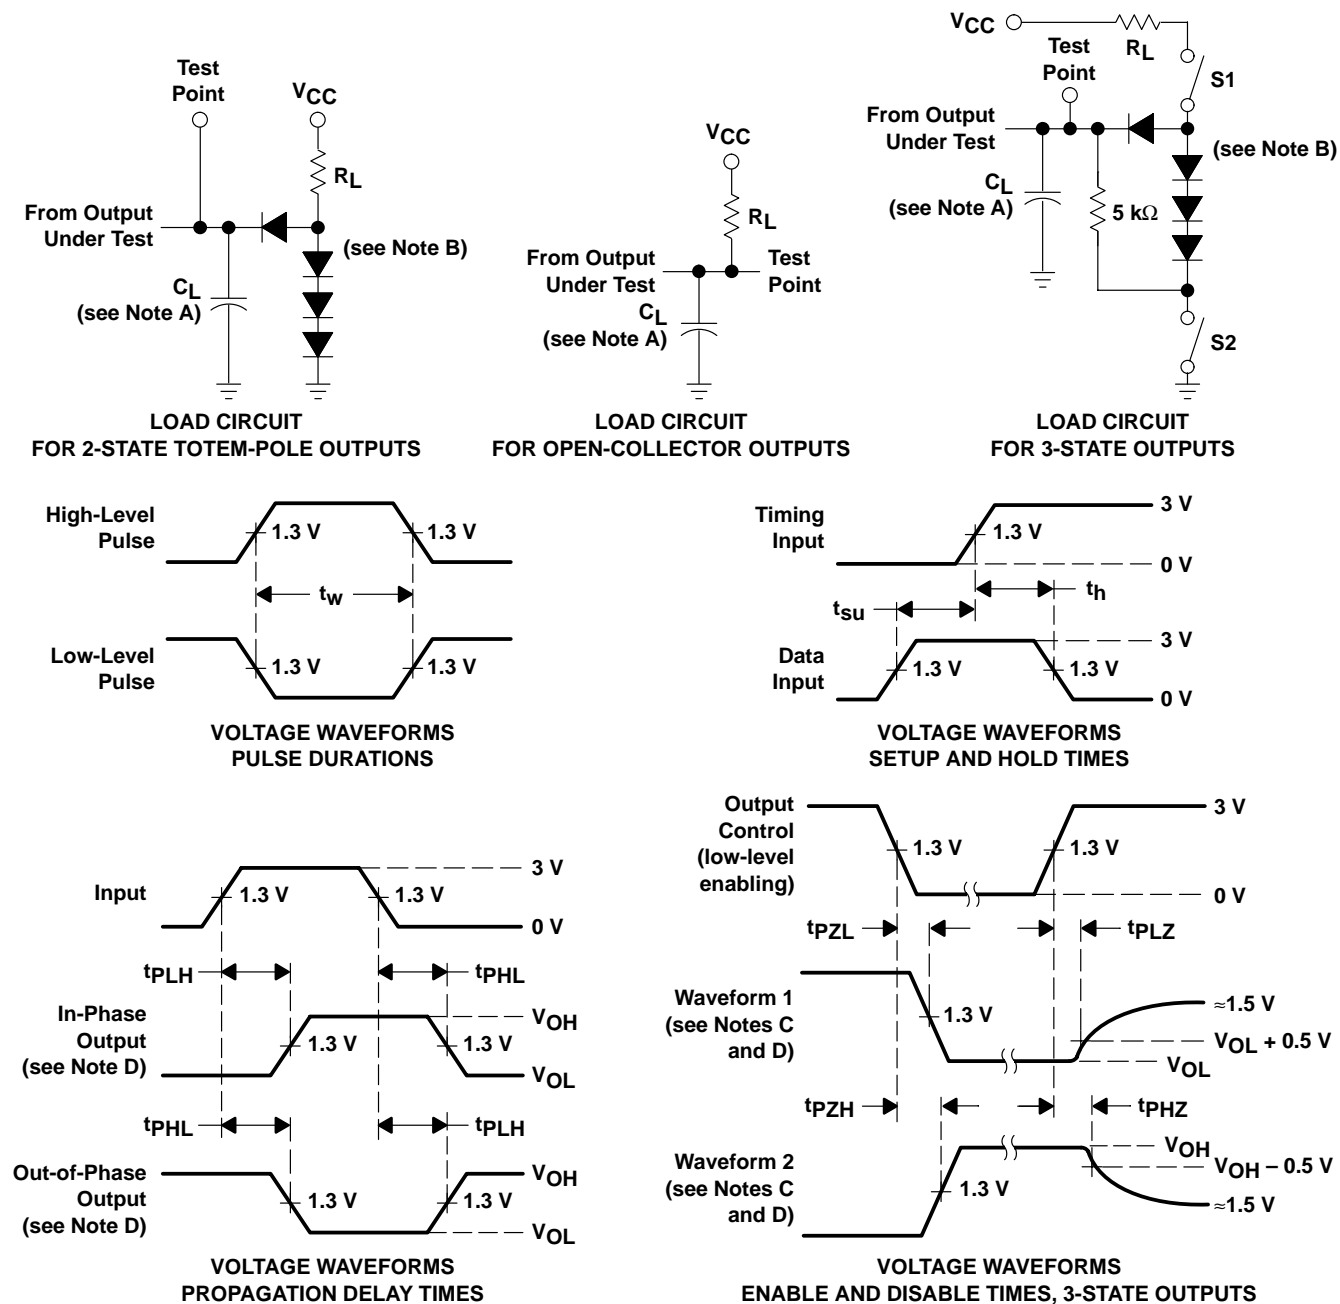 Test
Point
VCC
RL
From Output
Under Test
(see Note B)
CL
(see Note A)
LOAD CIRCUIT
FOR 2-STATE TOTEM-POLE OUTPUTS
VCC
RL
From Output
Under Test
Test
Point
CL
(see Note A)
LOAD CIRCUIT
FOR OPEN-COLLECTOR OUTPUTS
VCC
RL
Test
Point
S1
From Output
Under Test
(see Note B)
CL
(see Note A)
5 kΩ
S2
LOAD CIRCUIT
FOR 3-STATE OUTPUTS
High-Level
Pulse
1.3 V
1.3 V
tw
Low-Level
Pulse
1.3 V
1.3 V
VOLTAGE WAVEFORMS
PULSE DURATIONS
Timing
Input
1.3 V
3 V
0 V
tsu
th
Data
Input
1.3 V
1.3 V
3 V
0 V
VOLTAGE WAVEFORMS
SETUP AND HOLD TIMES
Input
1.3 V
1.3 V
3 V
0 V
tPLH
tPHL
In-Phase
Output
(see Note D)
1.3 V
1.3 V
VOH
VOL
tPHL
tPLH
Out-of-Phase
Output
(see Note D)
1.3 V
1.3 V
VOH
VOL
VOLTAGE WAVEFORMS
PROPAGATION DELAY TIMES
Output
Control
(low-level
enabling)
1.3 V
1.3 V
3 V
0 V
tPZL
tPLZ
Waveform 1
(see Notes C
and D)
1.3 V
≈1.5 V
VOL + 0.5 V
VOL
tPZH
tPHZ
Waveform 2
(see Notes C
and D)
1.3 V
VOH
VOH – 0.5 V
≈1.5 V
VOLTAGE WAVEFORMS
ENABLE AND DISABLE TIMES, 3-STATE OUTPUTS